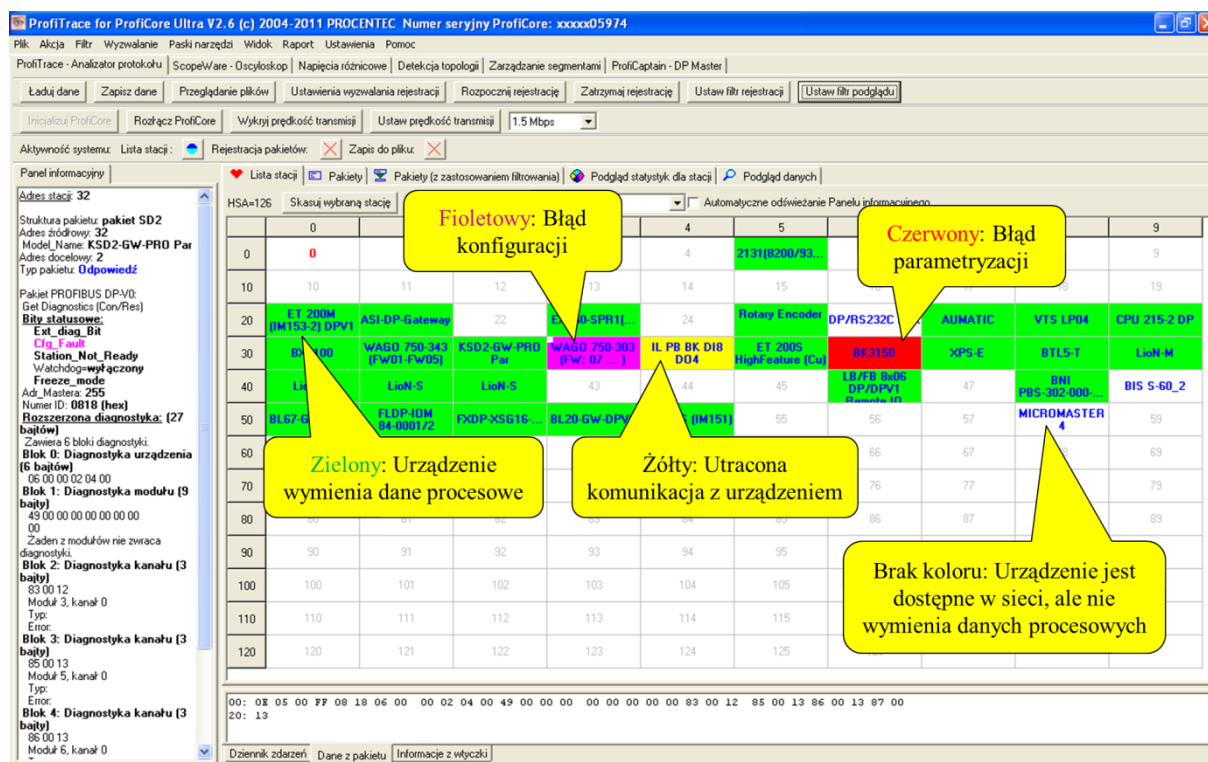 ProfiTrace for ProfiCore Ultra V2.6 (c) 2004-2011 PROCENTEC Numer seryjny ProfiCore: xxxxx05974
Plik Akcja Filtr Wyzwalanie Paski narzędzi Widok Raport Ustawienia Pomoc
ProfiTrace - Analizator protokołu ScopeWare - Oscyloskop Napięcia różnicowe Detekcja topologii Zarządzanie segmentami ProfiCaptain - DP Master
Ładuj dane Zapisz dane Przeglądanie plików Ustawienia wyzwalania rejestracji Rozpocznij rejestrację Zatrzymaj rejestrację Ustaw filtr rejestracji Ustaw filtr podglądu
Inicjalizuj ProfiCore Rozłącz ProfiCore Wykryj prędkość transmisji Ustaw prędkość transmisji 1.5 Mbps
Aktywność systemu: Lista stacji: Rejestracja pakietów: Zapis do pliku:
Panel informacyjny
Lista stacji Pakiety Pakiety (z zastosowaniem filtrowania) Podgląd statystyk dla stacji Podgląd danych
HSA=126 Skasuj wybraną stację Automatyczne odświeżanie Panelu informacyjnego
Adres stacji: 32
Struktura pakietu: pakiet SD2
Adres źródłowy: 32
Model_Name: KSD2-GW-PRO Par
Adres docelowy: 2
Typ pakietu: Odpowiedź
Pakiet PROFIBUS DP-V0:
Get Diagnostics (Con/Res)
Bity statusowe:
Ext_diag_Bit
Cfg_Fault
Station_Not_Ready
Watchdog=wyłączony
Freeze_mode
Adr_Mastera: 255
Numer ID: 0818 (hex)
Rozszerzona diagnostyka: (27
bajtów)
Zawiera 6 bloki diagnostyki.
Blok 0: Diagnostyka urządzenia
(6 bajtów)
06 00 00 02 04 00
Blok 1: Diagnostyka modułu (9
bajty)
49 00 00 00 00 00 00 00
00
Żaden z modułów nie zwraca
diagnostyki.
Blok 2: Diagnostyka kanału (3
bajty)
83 00 12
Moduł 3, kanał 0
Typ:
Error:
Blok 3: Diagnostyka kanału (3
bajty)
85 00 13
Moduł 5, kanał 0
Typ:
Error:
Blok 4: Diagnostyka kanału (3
bajty)
86 00 13
Moduł 6, kanał 0
0 4 5 9
0 0 4 2131(8200/93... 9
10 10 11 12 13 14 15 18 19
20 ET 200M (IM153-2) DPV1 ASI-DP-Gateway 22 24 Rotary Encoder DP/RS232C AUMATIC VTS LP04 CPU 215-2 DP
30 WAGO 750-343 (FW01-FW05) KSD2-GW-PRO Par WAGO 750-303 (FW: 07 ... ) IL PB BK DI8 DO4 ET 200S HighFeature (Cu) BK3150 XPS-E BTL5-T LioN-M
40 LioN-S LioN-S 43 44 45 LB/FB 8x06 DP/DPV1 Remote IO 47 BNI PBS-302-000-... BIS S-60_2
50 FLDP-IOM 84-0001/2 FXDP-XSG16-... BL20-GW-DPV (IM151) 55 56 57 MICROMASTER 4 59
60 66 67 69
70 76 77 79
80 80 81 82 83 84 85 86 87 89
90 90 91 92 93 94 95
100 100 101 102 103 104 105
110 110 111 112 113 114 115
120 120 121 122 123 124 125
Fioletowy: Błąd
konfiguracji
Czerwony: Błąd
parametryzacji
Zielony: Urządzenie
wymienia dane procesowe
Żółty: Utracona
komunikacja z urządzeniem
Brak koloru: Urządzenie jest
dostępne w sieci, ale nie
wymienia danych procesowych
00: 0E 05 00 FF 08 18 06 00 00 02 04 00 49 00 00 00 00 00 00 00 00 83 00 12 85 00 13 86 00 13 87 00
20: 13
Dziennik zdarzeń Dane z pakietu Informacje z wtyczki